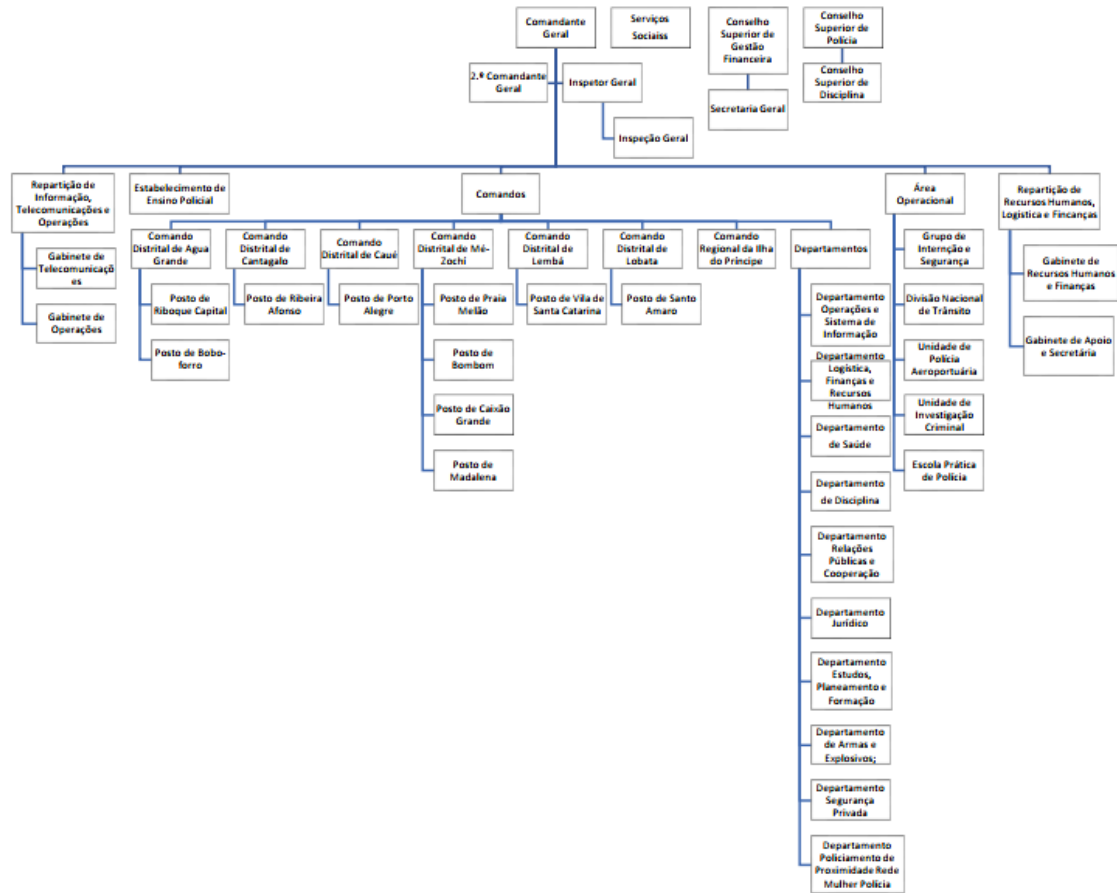 Comandante
Geral
Serviços
Sociaiss
Conselho
Superior de
Gestão
Financeira
Conselho
Superior de
Polícia
2.º Comandante
Geral
Inspetor Geral
Secretaria Geral
Conselho
Superior de
Disciplina
Inspeção Geral
Repartição de
Informação,
Telecomunicações e
Operações
Estabelecimento de
Ensino Policial
Comandos
Área
Operacional
Repartição de
Recursos Humanos,
Logística e Fincanças
Gabinete de
Telecomunicaçõ
es
Gabinete de
Operações
Comando
Distrital de Agua
Grande
Comando
Distrital de
Cantagalo
Comando
Distrital de Caué
Comando
Distrital de Mé-
Zochí
Comando
Distrital de
Lembá
Comando
Distrital de
Lobata
Comando
Regional da Ilha
do Príncipe
Departamentos
Posto de
Riboque Capital
Posto de Bobo-
forro
Posto de Ribeira
Afonso
Posto de Porto
Alegre
Posto de Praia
Melão
Posto de
Bombom
Posto de Caixão
Grande
Posto de
Madalena
Posto de Vila de
Santa Catarina
Posto de Santo
Amaro
Departamento
Operações e
Sistema de
Informação
Departamento
Logística,
Finanças e
Recursos
Humanos
Departamento
de Saúde
Departamento
de Disciplina
Departamento
Relações
Públicas e
Cooperação
Departamento
Jurídico
Departamento
Estudos,
Planeamento e
Formação
Departamento
de Armas e
Explosivos;
Departamento
Segurança
Privada
Departamento
Policiamento de
Proximidade Rede
Mulher Polícia
Grupo de
Internção e
Segurança
Divisão Nacional
de Trânsito
Unidade de
Polícia
Aeroportuária
Unidade de
Investigação
Criminal
Escola Prática
de Polícia
Gabinete de
Recursos Humanos
e Finanças
Gabinete de Apoio
e Secretária